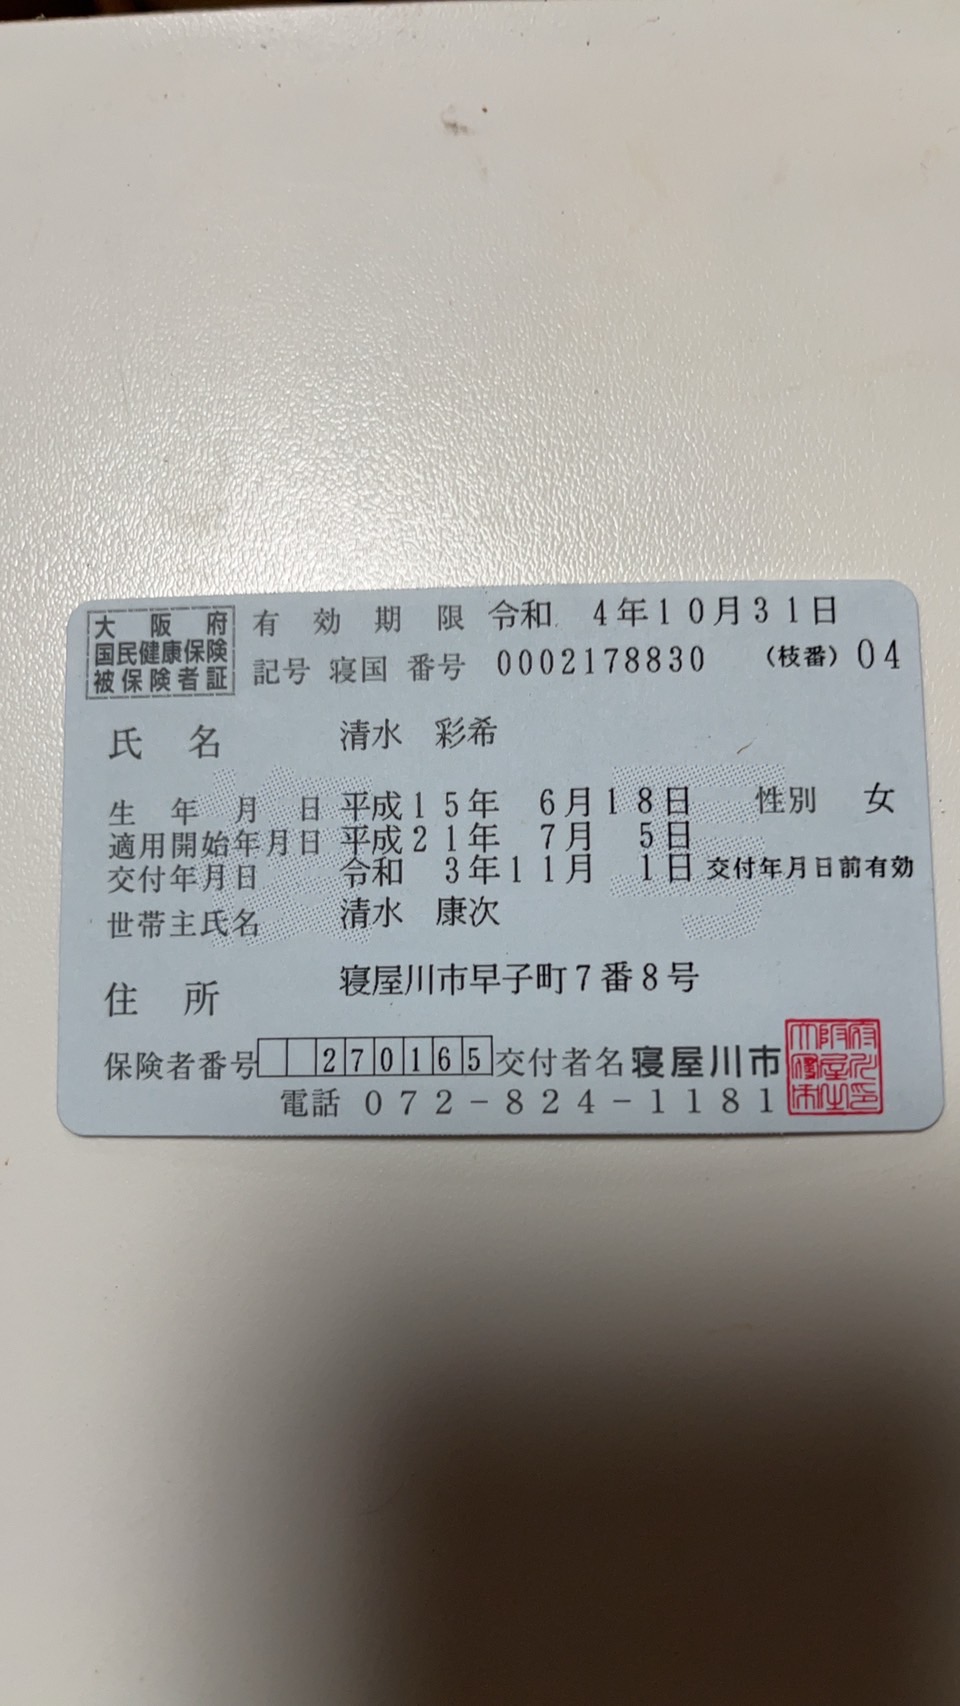 大阪府
国民健康保険
被保険者証
有効期限 令和 4年10月31日
記号 寝国 番号 0002178830 (枝番) 04
氏名 清水 彩希
生年月日 平成15年 6月18日 性別 女
適用開始年月日 平成21年 7月 5日
交付年月日 令和 3年11月 1日 交付年月日前有効
世帯主氏名 清水 康次
住所 寝屋川市早子町7番8号
保険者番号 270165 交付者名 寝屋川市
電話 072-824-1181